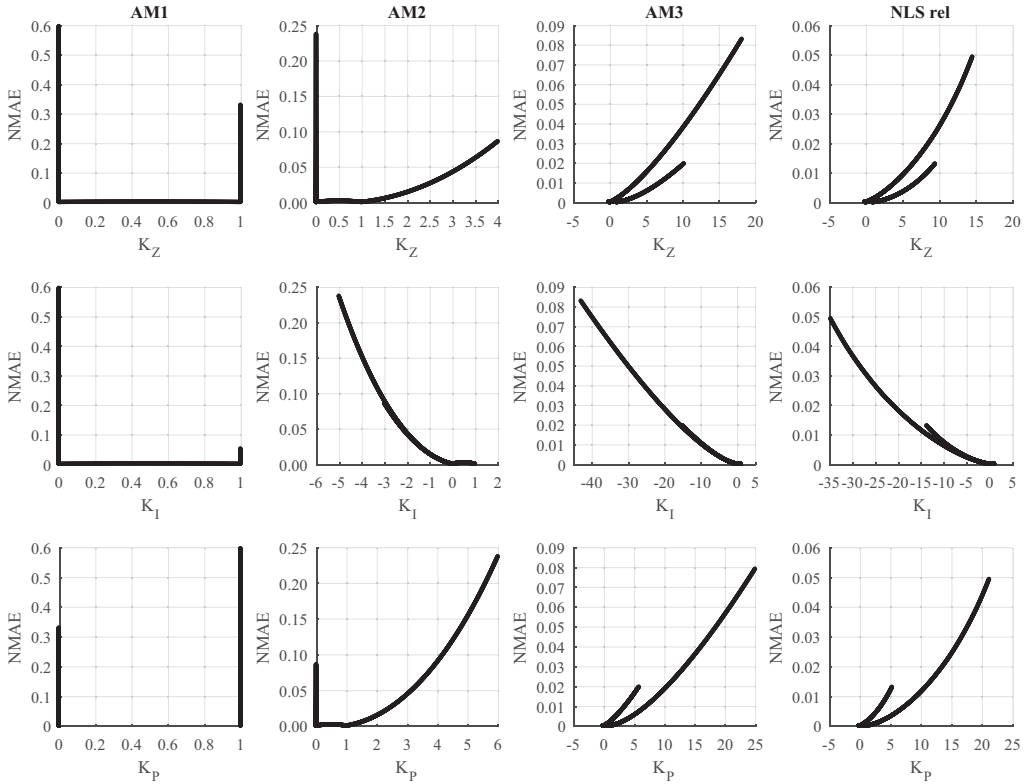 AM1 AM2 AM3 NLS rel
NMAE
0.6
0.5
0.4
0.3
0.2
0.1
0
0 0.2 0.4 0.6 0.8 1
K_Z
NMAE
0.25
0.20
0.15
0.10
0.05
0.00
0 0.5 1 1.5 2 2.5 3 3.5 4
K_Z
NMAE
0.09
0.08
0.07
0.06
0.05
0.04
0.03
0.02
0.01
0
-5 0 5 10 15 20
K_Z
NMAE
0.06
0.05
0.04
0.03
0.02
0.01
0
-5 0 5 10 15 20
K_Z
NMAE
0.6
0.5
0.4
0.3
0.2
0.1
0
0 0.2 0.4 0.6 0.8 1
K_I
NMAE
0.25
0.20
0.15
0.10
0.05
0.00
-6 -5 -4 -3 -2 -1 0 1 2
K_I
NMAE
0.09
0.08
0.07
0.06
0.05
0.04
0.03
0.02
0.01
0
-40 -30 -20 -10 0 5
K_I
NMAE
0.06
0.05
0.04
0.03
0.02
0.01
0
-35 -30 -25 -20 -15 -10 -5 0 5
K_I
NMAE
0.6
0.5
0.4
0.3
0.2
0.1
0
0 0.2 0.4 0.6 0.8 1
K_P
NMAE
0.25
0.20
0.15
0.10
0.05
0.00
0 1 2 3 4 5 6
K_P
NMAE
0.09
0.08
0.07
0.06
0.05
0.04
0.03
0.02
0.01
0
-5 0 5 10 15 20 25
K_P
NMAE
0.06
0.05
0.04
0.03
0.02
0.01
0
-5 0 5 10 15 20 25
K_P